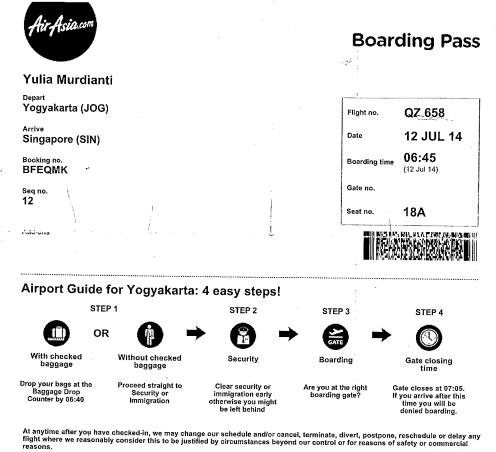 AirAsia.com
Boarding Pass
Yulia Murdianti
Depart
Yogyakarta (JOG)
Arrive
Singapore (SIN)
Booking no.
BFEQMK
Seq no.
12
Add-ons
Flight no. QZ 658
Date 12 JUL 14
Boarding time 06:45
(12 Jul 14)
Gate no.
Seat no. 18A
Airport Guide for Yogyakarta: 4 easy steps!
STEP 1
With checked
baggage
Drop your bags at the
Baggage Drop
Counter by 06:40
OR
Without checked
baggage
Proceed straight to
Security or
Immigration
STEP 2
Security
Clear security or
immigration early
otherwise you might
be left behind
STEP 3
GATE
Boarding
Are you at the right
boarding gate?
STEP 4
Gate closing
time
Gate closes at 07:05.
If you arrive after this
time you will be
denied boarding.
At anytime after you have checked-in, we may change our schedule and/or cancel, terminate, divert, postpone, reschedule or delay any
flight where we reasonably consider this to be justified by circumstances beyond our control or for reasons of safety or commercial
reasons.